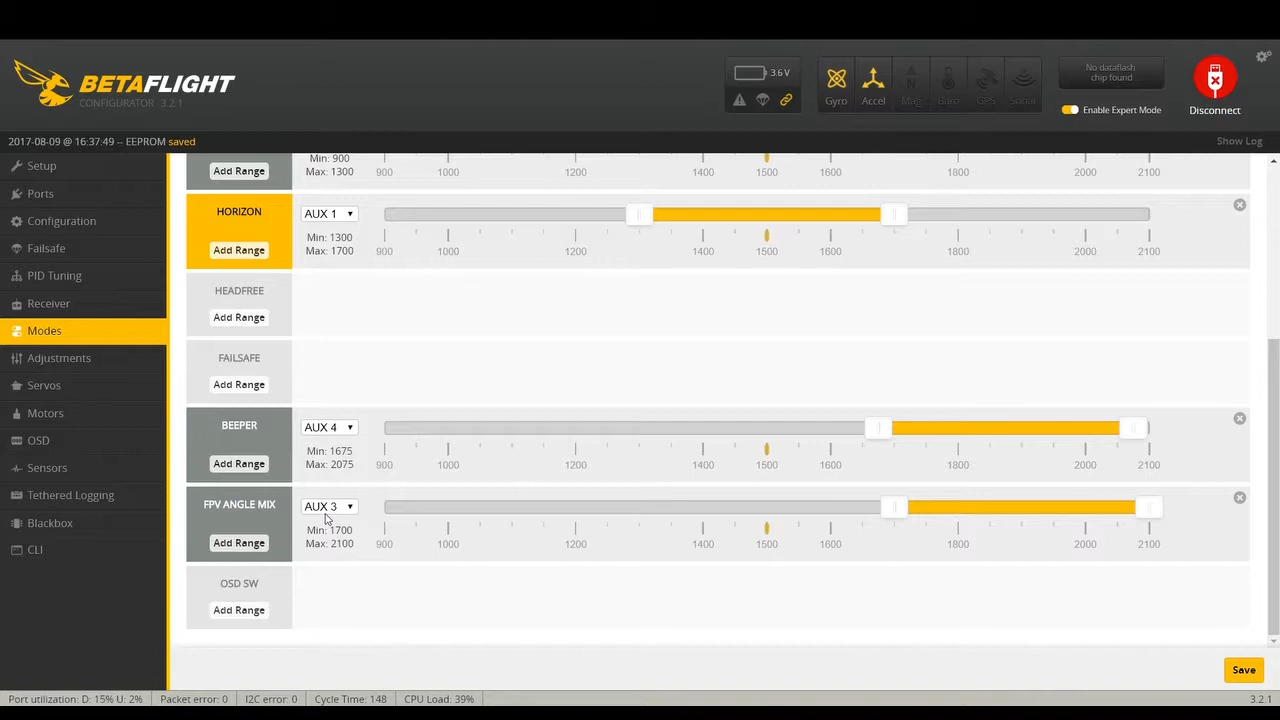 BETAFLIGHT
CONFIGURATOR 3.2.1
3.6 V
Gyro
Accel
Mag
Baro
GPS
Sonar
No dataflash
chip found
Enable Expert Mode
Disconnect
2017-08-09 @ 16:37:49 -- EEPROM saved
Show Log
Setup
Ports
Configuration
Failsafe
PID Tuning
Receiver
Modes
Adjustments
Servos
Motors
OSD
Sensors
Tethered Logging
Blackbox
CLI
Add Range
Min: 900
Max: 1300
900 1000 1200 1400 1500 1600 1800 2000 2100
HORIZON
Add Range
AUX 1
Min: 1300
Max: 1700
900 1000 1200 1400 1500 1600 1800 2000 2100
HEADFREE
Add Range
FAILSAFE
Add Range
BEEPER
Add Range
AUX 4
Min: 1675
Max: 2075
900 1000 1200 1400 1500 1600 1800 2000 2100
FPV ANGLE MIX
Add Range
AUX 3
Min: 1700
Max: 2100
900 1000 1200 1400 1500 1600 1800 2000 2100
OSD SW
Add Range
Save
Port utilization: D: 15% U: 2% Packet error: 0 I2C error: 0 Cycle Time: 148 CPU Load: 39% 3.2.1